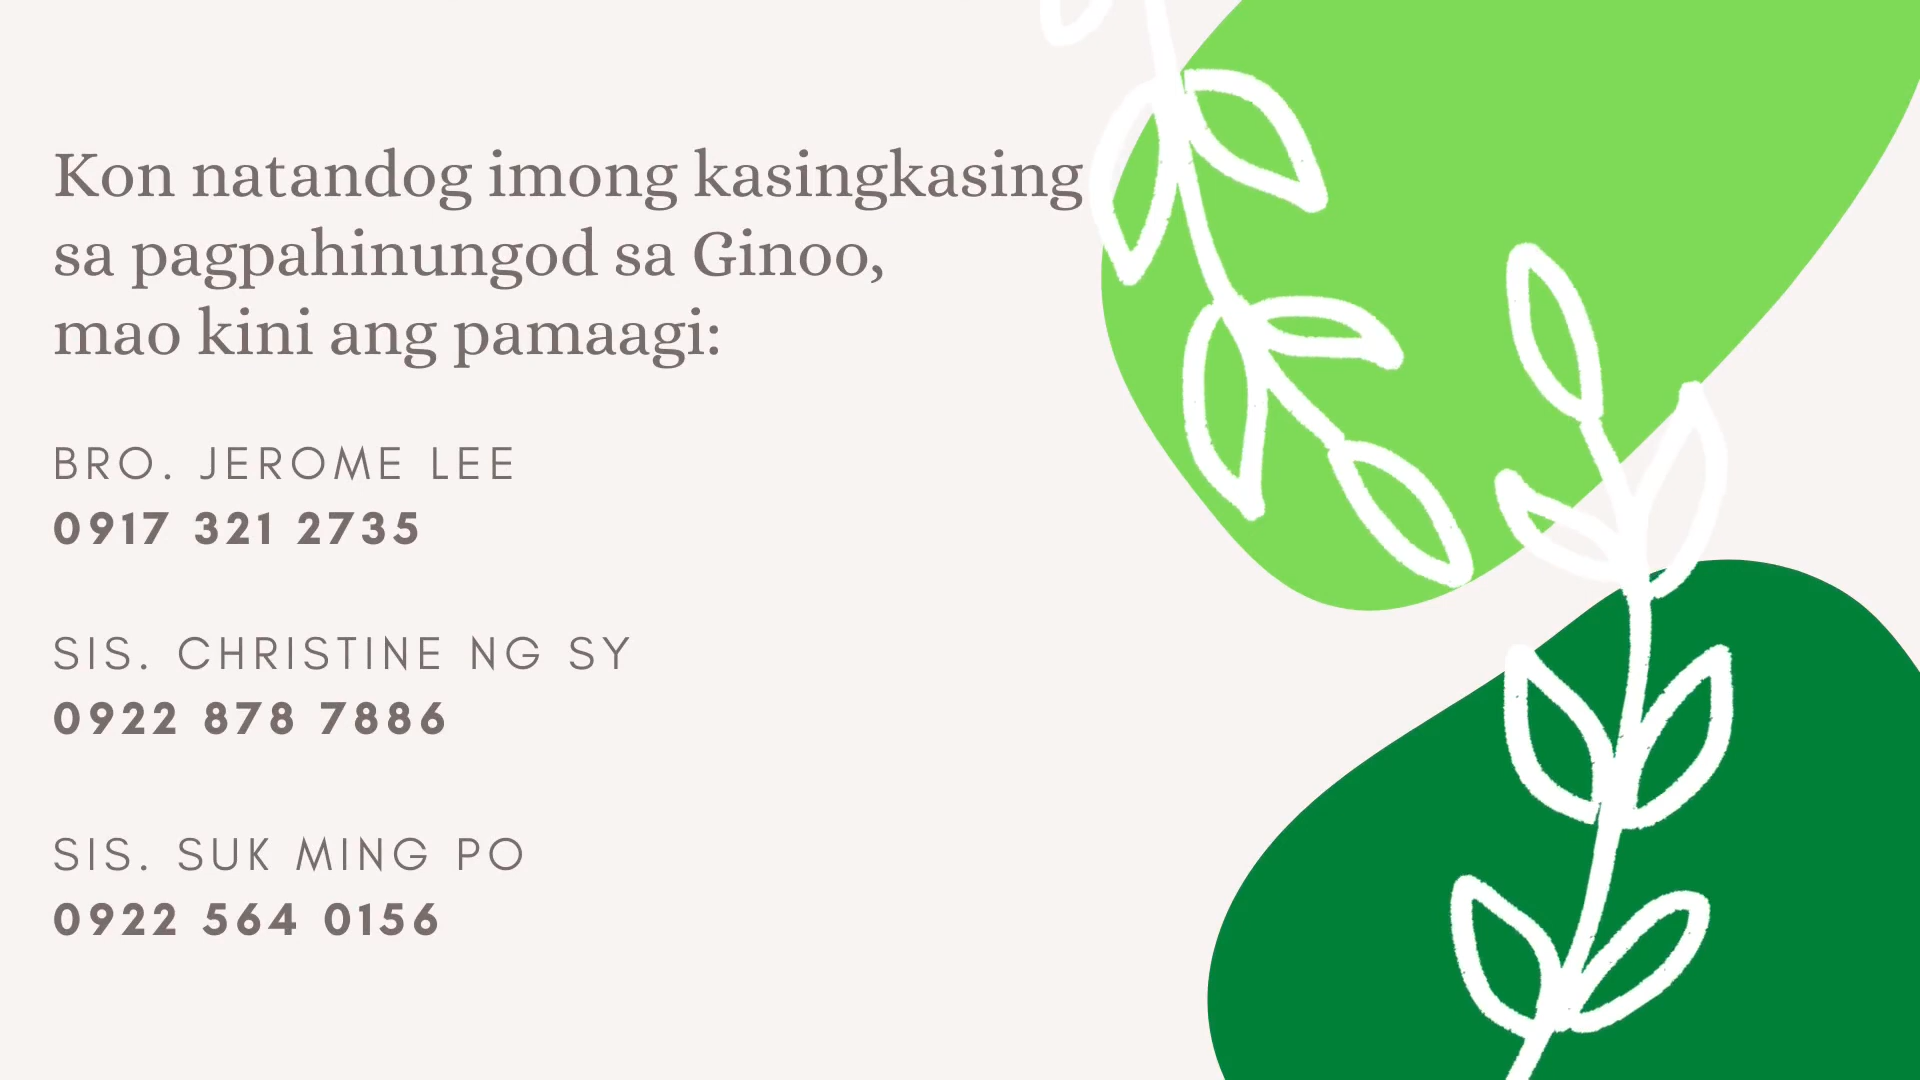 Kon natandog imong kasingkasing
sa pagpahinungod sa Ginoo,
mao kini ang pamaagi:
BRO. JEROME LEE
0917 321 2735
SIS. CHRISTINE NG SY
0922 878 7886
SIS. SUK MING PO
0922 564 0156